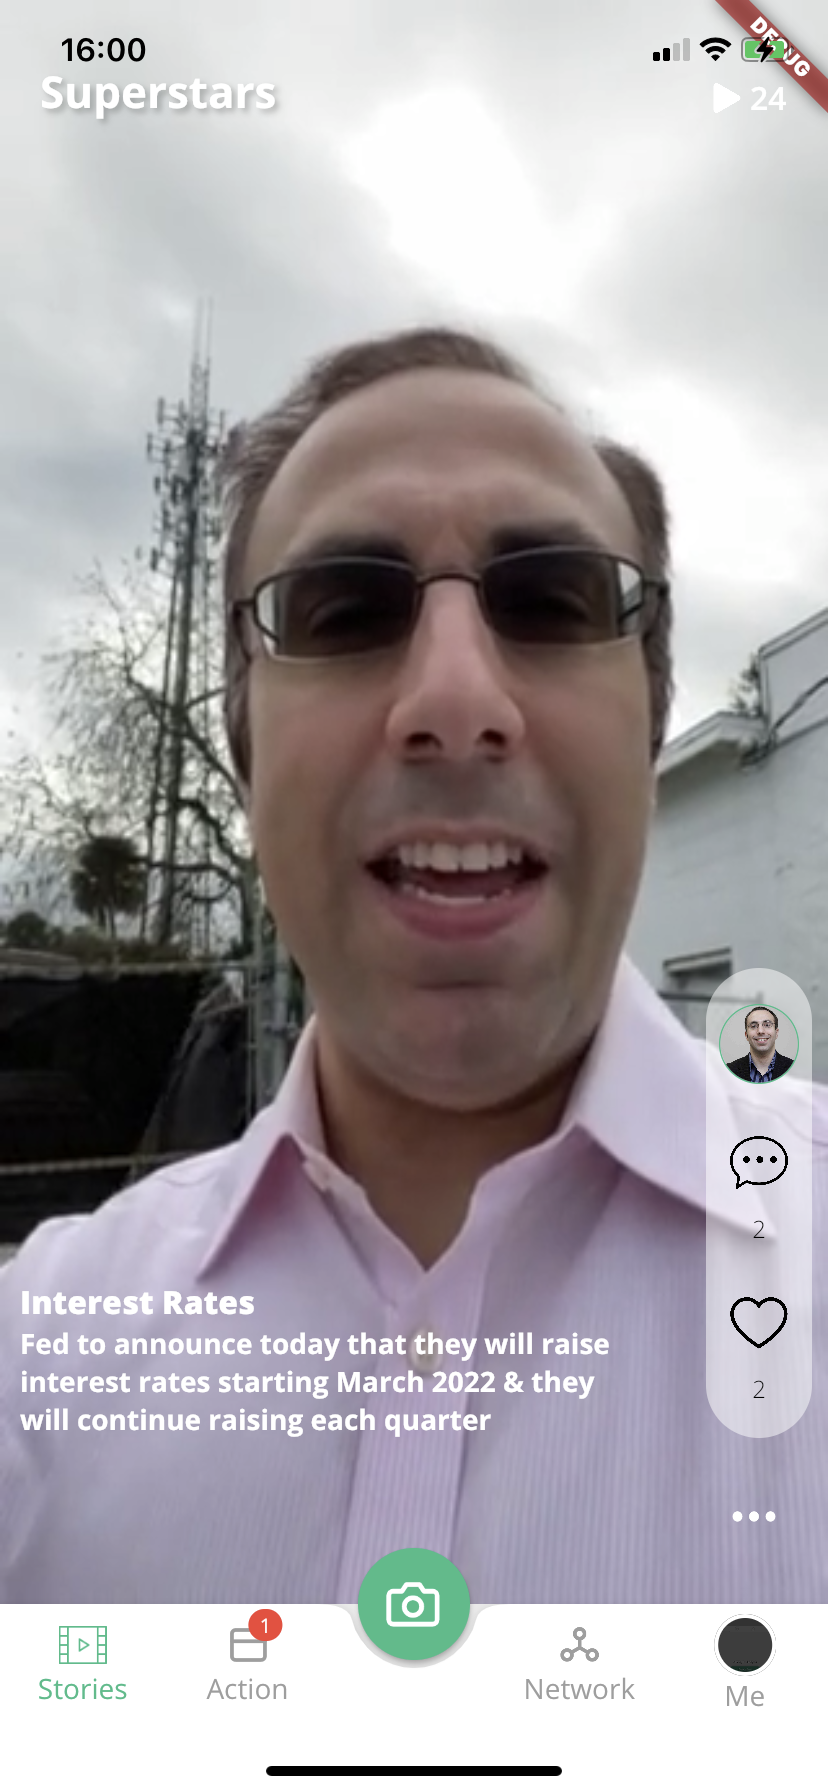 16:00
DEBUG
Superstars
24
2
2
Interest Rates
Fed to announce today that they will raise
interest rates starting March 2022 & they
will continue raising each quarter
1
Stories
Action
Network
Me